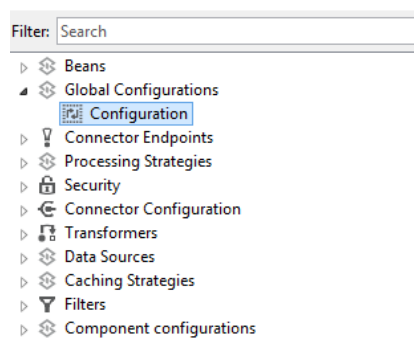 Filter: Search
Beans
Global Configurations
Configuration
Connector Endpoints
Processing Strategies
Security
Connector Configuration
Transformers
Data Sources
Caching Strategies
Filters
Component configurations